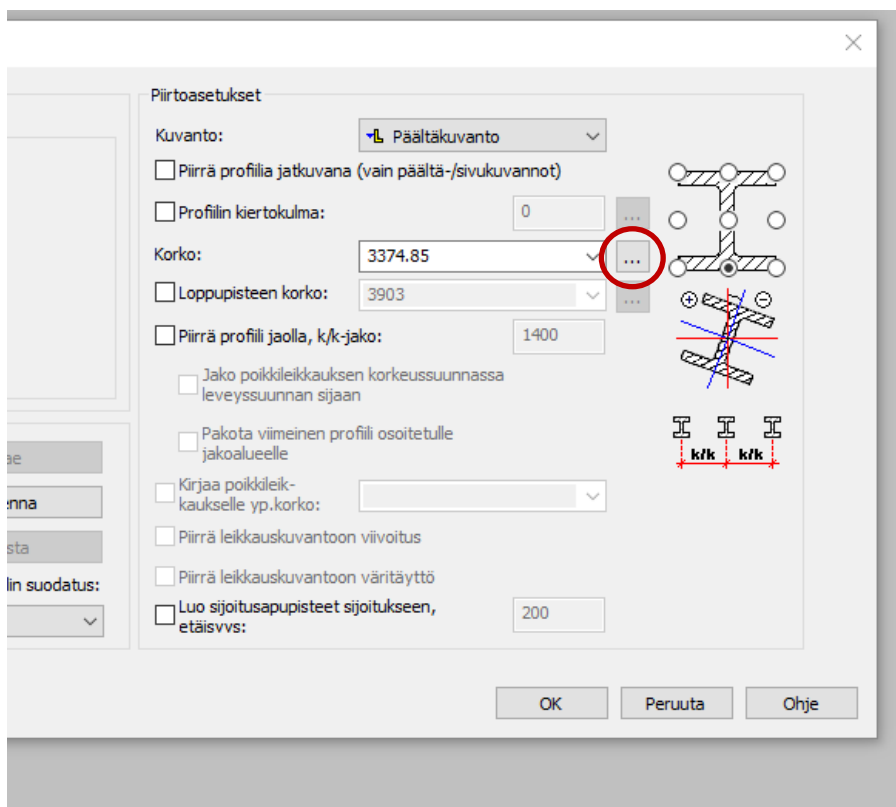 Piirtoasetukset
Kuvanto:
Päältäkuvanto
Piirrä profilia jatkuvana (vain päältä-/sivukuvannot)
Profilin kiertokulma:
0
...
Korko:
3374.85
...
Loppupisteen korko:
3903
...
Piirrä profiili jaolla, k/k-jako:
1400
Jako poikkileikkauksen korkeussuunnassa
leveyssuunnan sijaan
Pakota viimeinen profiili osoitetulle
jakoalueelle
k/k k/k
Kirjaa poikkileik-
kaukselle yp.korko:
Piirrä leikkauskuvantoon viivoitus
Piirrä leikkauskuvantoon väritäyttö
Luo sijoitusapupisteet sijoitukseen,
etäisyys:
200
ae
enna
sta
lin suodatus:
OK Peruuta Ohje